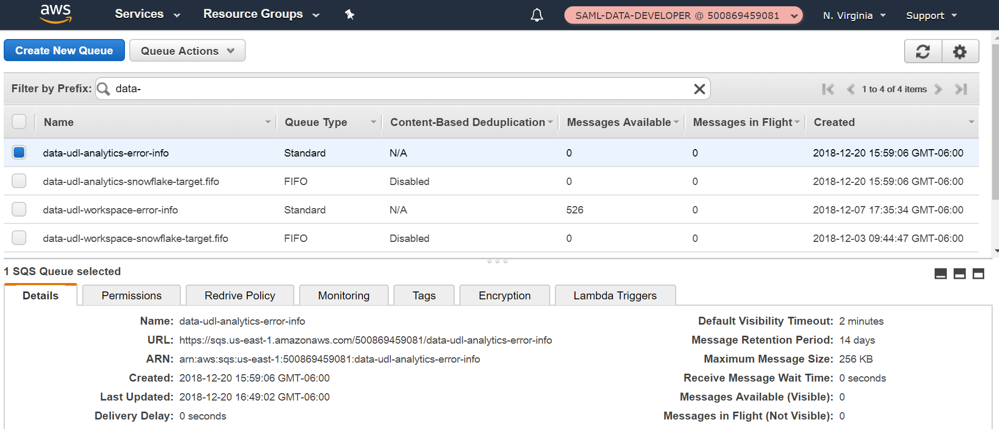 aws Services Resource Groups SAML-DATA-DEVELOPER @ 500869459081 N. Virginia Support
Create New Queue Queue Actions
Filter by Prefix: data- 1 to 4 of 4 items
Name Queue Type Content-Based Deduplication Messages Available Messages in Flight Created
data-udl-analytics-error-info Standard N/A 0 0 2018-12-20 15:59:06 GMT-06:00
data-udl-analytics-snowflake-target.fifo FIFO Disabled 0 0 2018-12-20 15:59:06 GMT-06:00
data-udl-workspace-error-info Standard N/A 526 0 2018-12-07 17:35:34 GMT-06:00
data-udl-workspace-snowflake-target.fifo FIFO Disabled 0 0 2018-12-03 09:44:47 GMT-06:00
1 SQS Queue selected
Details Permissions Redrive Policy Monitoring Tags Encryption Lambda Triggers
Name: data-udl-analytics-error-info
URL: https://sqs.us-east-1.amazonaws.com/500869459081/data-udl-analytics-error-info
ARN: arn:aws:sqs:us-east-1:500869459081:data-udl-analytics-error-info
Created: 2018-12-20 15:59:06 GMT-06:00
Last Updated: 2018-12-20 16:49:02 GMT-06:00
Delivery Delay: 0 seconds
Default Visibility Timeout: 2 minutes
Message Retention Period: 14 days
Maximum Message Size: 256 KB
Receive Message Wait Time: 0 seconds
Messages Available (Visible): 0
Messages in Flight (Not Visible): 0